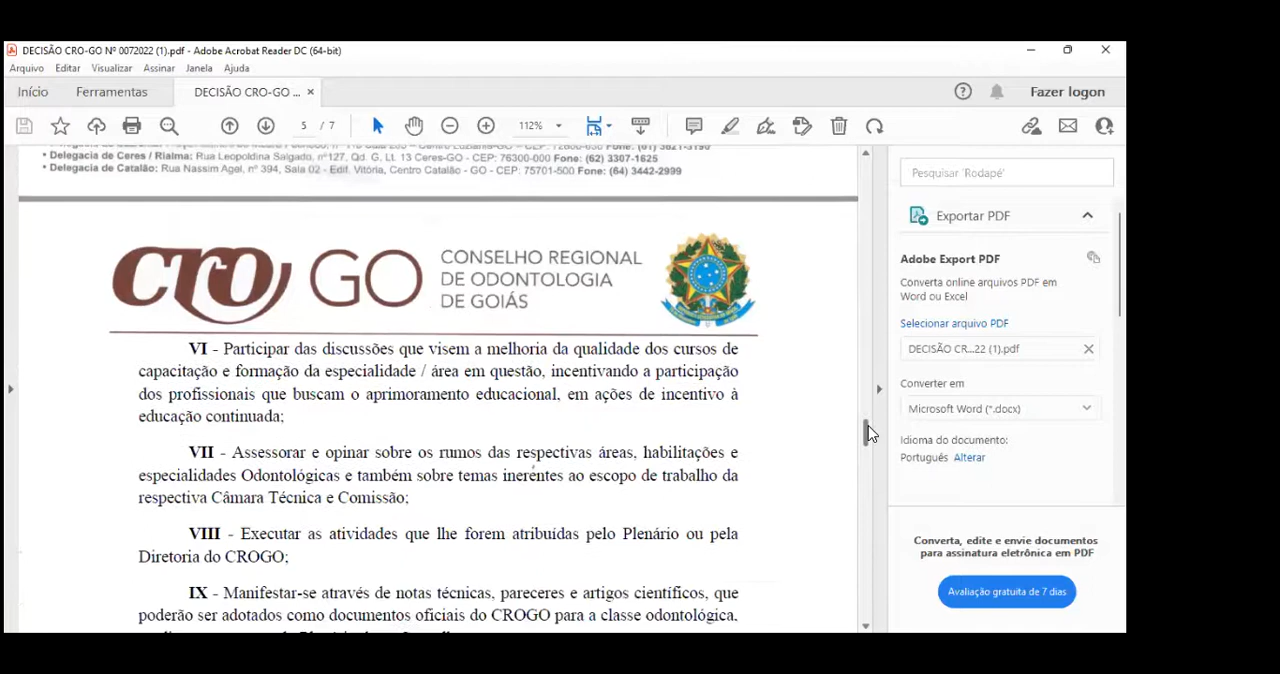 DECISÃO CRO-GO Nº 0072022 (1).pdf - Adobe Acrobat Reader DC (64-bit)
Arquivo Editar Visualizar Assinar Janela Ajuda
Início Ferramentas DECISÃO CRO-GO ... × Fazer logon
5 / 7 112%
• Delegacia de Ceres / Rialma: Rua Leopoldina Salgado, nº127, Qd. G, Lt. 13 Ceres-GO - CEP: 76300-000 Fone: (62) 3307-1625
• Delegacia de Catalão: Rua Nassim Agel, nº 394, Sala 02 - Edif. Vitória, Centro Catalão - GO - CEP: 75701-500 Fone: (64) 3442-2999
cro GO
CONSELHO REGIONAL
DE ODONTOLOGIA
DE GOIÁS
VI - Participar das discussões que visem a melhoria da qualidade dos cursos de
capacitação e formação da especialidade / área em questão, incentivando a participação
dos profissionais que buscam o aprimoramento educacional, em ações de incentivo à
educação continuada;
VII - Assessorar e opinar sobre os rumos das respectivas áreas, habilitações e
especialidades Odontológicas e também sobre temas inerentes ao escopo de trabalho da
respectiva Câmara Técnica e Comissão;
VIII - Executar as atividades que lhe forem atribuídas pelo Plenário ou pela
Diretoria do CROGO;
IX - Manifestar-se através de notas técnicas, pareceres e artigos científicos, que
poderão ser adotados como documentos oficiais do CROGO para a classe odontológica,
Pesquisar 'Rodapé'
Exportar PDF
Adobe Export PDF
Converta online arquivos PDF em
Word ou Excel
Selecionar arquivo PDF
DECISÃO CR...22 (1).pdf
Converter em
Microsoft Word (*.docx)
Idioma do documento:
Português Alterar
Converta, edite e envie documentos
para assinatura eletrônica em PDF
Avaliação gratuita de 7 dias